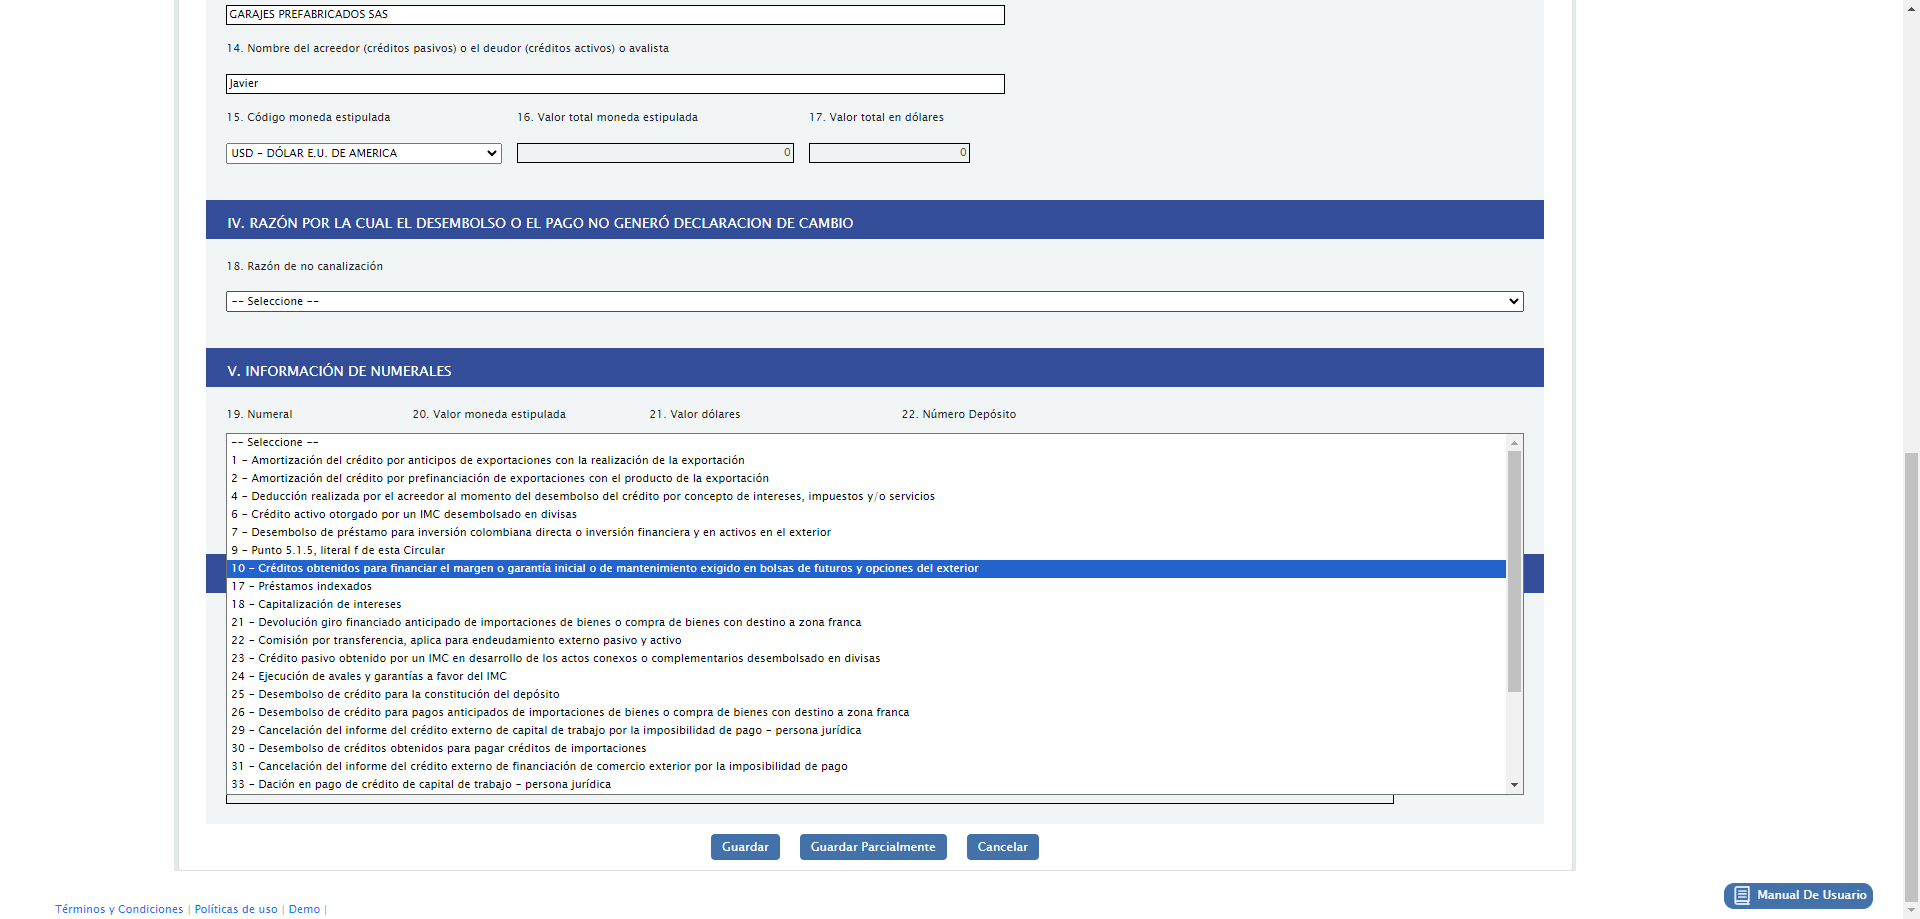 GARAJES PREFABRICADOS SAS
14. Nombre del acreedor (créditos pasivos) o el deudor (créditos activos) o avalista
Javier
15. Código moneda estipulada
16. Valor total moneda estipulada
17. Valor total en dólares
USD - DÓLAR E.U. DE AMERICA
0
0
IV. RAZÓN POR LA CUAL EL DESEMBOLSO O EL PAGO NO GENERÓ DECLARACION DE CAMBIO
18. Razón de no canalización
-- Seleccione --
V. INFORMACIÓN DE NUMERALES
19. Numeral
20. Valor moneda estipulada
21. Valor dólares
22. Número Depósito
-- Seleccione --
1 - Amortización del crédito por anticipos de exportaciones con la realización de la exportación
2 - Amortización del crédito por prefinanciación de exportaciones con el producto de la exportación
4 - Deducción realizada por el acreedor al momento del desembolso del crédito por concepto de intereses, impuestos y/o servicios
6 - Crédito activo otorgado por un IMC desembolsado en divisas
7 - Desembolso de préstamo para inversión colombiana directa o inversión financiera y en activos en el exterior
9 - Punto 5.1.5, literal f de esta Circular
10 - Créditos obtenidos para financiar el margen o garantía inicial o de mantenimiento exigido en bolsas de futuros y opciones del exterior
17 - Préstamos indexados
18 - Capitalización de intereses
21 - Devolución giro financiado anticipado de importaciones de bienes o compra de bienes con destino a zona franca
22 - Comisión por transferencia, aplica para endeudamiento externo pasivo y activo
23 - Crédito pasivo obtenido por un IMC en desarrollo de los actos conexos o complementarios desembolsado en divisas
24 - Ejecución de avales y garantías a favor del IMC
25 - Desembolso de crédito para la constitución del depósito
26 - Desembolso de crédito para pagos anticipados de importaciones de bienes o compra de bienes con destino a zona franca
29 - Cancelación del informe del crédito externo de capital de trabajo por la imposibilidad de pago - persona jurídica
30 - Desembolso de créditos obtenidos para pagar créditos de importaciones
31 - Cancelación del informe del crédito externo de financiación de comercio exterior por la imposibilidad de pago
33 - Dación en pago de crédito de capital de trabajo - persona jurídica
Guardar
Guardar Parcialmente
Cancelar
Manual De Usuario
Términos y Condiciones | Políticas de uso | Demo |